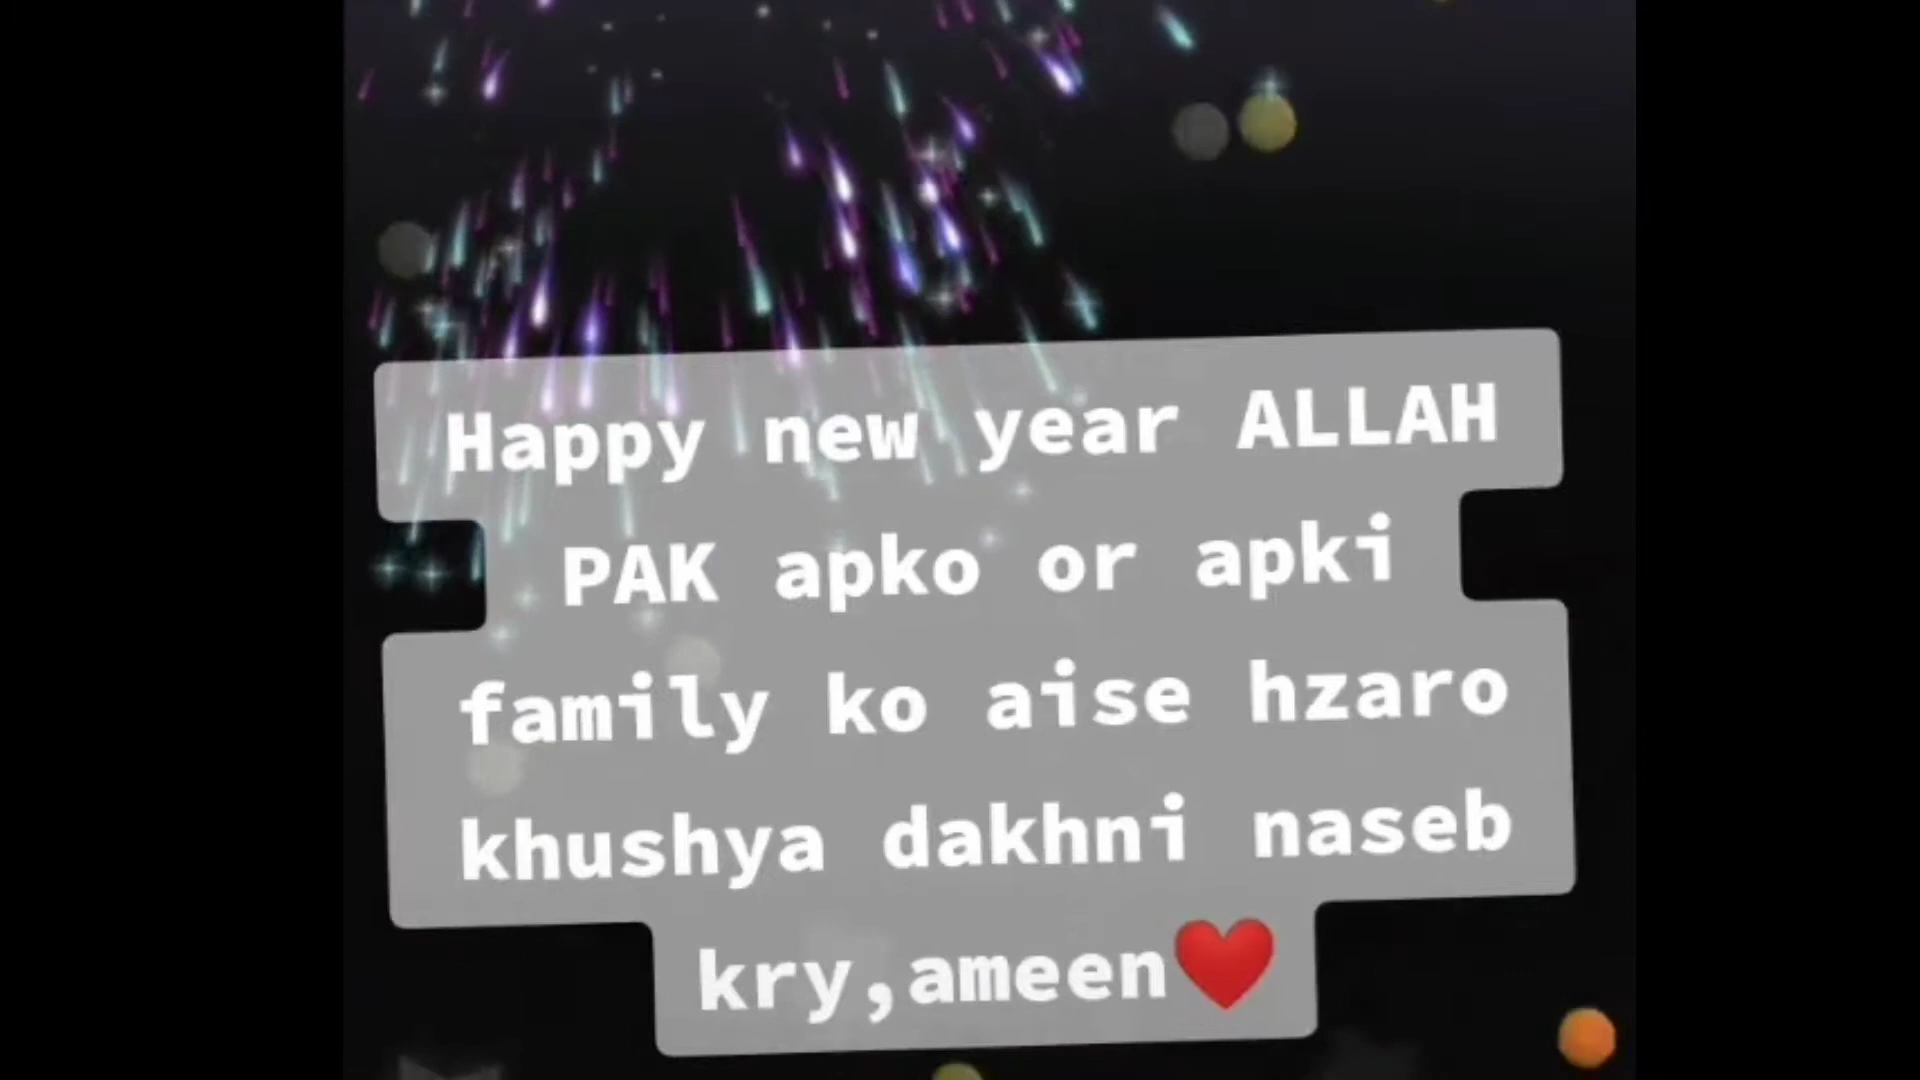 Happy new year ALLAH
PAK apko or apki
family ko aise hzaro
khushya dakhni naseb
kry,ameen❤️